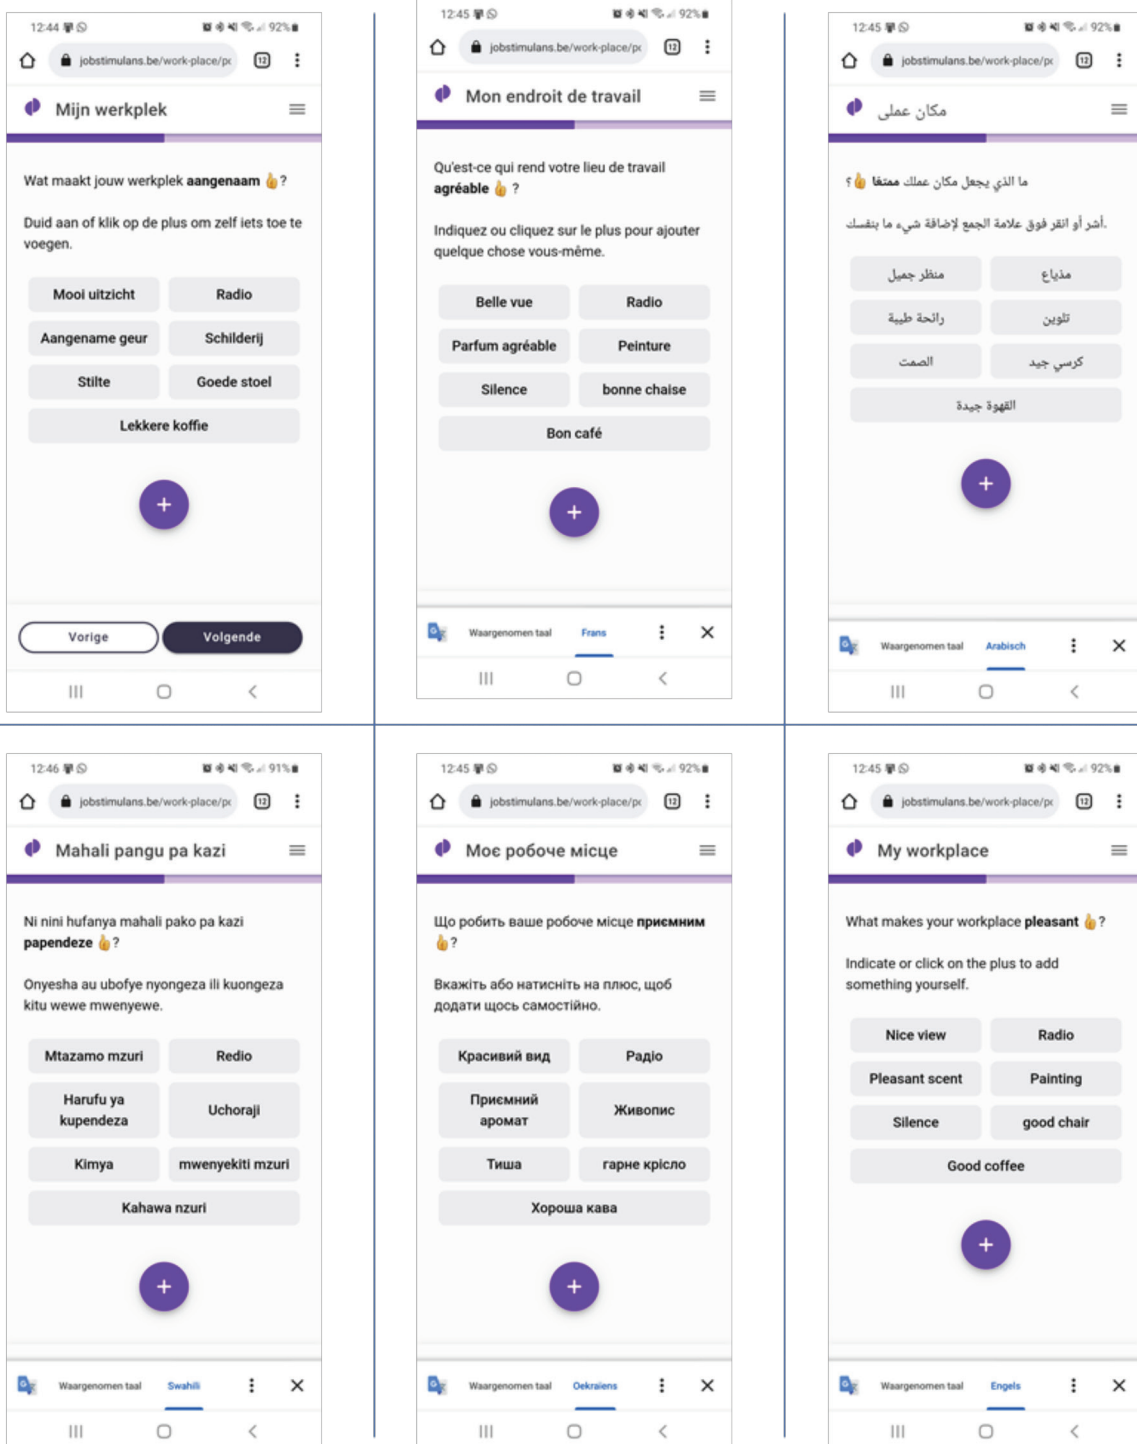 12:44 92%
jobstimulans.be/work-place/pc 12
Mijn werkplek
Wat maakt jouw werkplek aangenaam 👍?
Duid aan of klik op de plus om zelf iets toe te
voegen.
Mooi uitzicht Radio
Aangename geur Schilderij
Stilte Goede stoel
Lekkere koffie
+
Vorige Volgende
12:45 92%
jobstimulans.be/work-place/pc 12
Mon endroit de travail
Qu'est-ce qui rend votre lieu de travail
agréable 👍 ?
Indiquez ou cliquez sur le plus pour ajouter
quelque chose vous-même.
Belle vue Radio
Parfum agréable Peinture
Silence bonne chaise
Bon café
+
Waargenomen taal Frans
12:45 92%
jobstimulans.be/work-place/pc 12
مكان عملى
ما الذي يجعل مكان عملك ممتعًا 👍؟
أشر أو انقر فوق علامة الجمع لإضافة شيء ما بنفسك.
مذياع منظر جميل
تلوين رائحة طيبة
كرسي جيد الصمت
القهوة جيدة
+
Waargenomen taal Arabisch
12:46 91%
jobstimulans.be/work-place/pc 12
Mahali pangu pa kazi
Ni nini hufanya mahali pako pa kazi
papendeze 👍?
Onyesha au ubofye nyongeza ili kuongeza
kitu wewe mwenyewe.
Mtazamo mzuri Redio
Harufu ya
kupendeza Uchoraji
Kimya mwenyekiti mzuri
Kahawa nzuri
+
Waargenomen taal Swahili
12:45 92%
jobstimulans.be/work-place/pc 12
Моє робоче місце
Що робить ваше робоче місце приємним
👍?
Вкажіть або натисніть на плюс, щоб
додати щось самостійно.
Красивий вид Радіо
Приємний
аромат Живопис
Тиша гарне крісло
Хороша кава
+
Waargenomen taal Oekraïens
12:45 92%
jobstimulans.be/work-place/pc 12
My workplace
What makes your workplace pleasant 👍?
Indicate or click on the plus to add
something yourself.
Nice view Radio
Pleasant scent Painting
Silence good chair
Good coffee
+
Waargenomen taal Engels